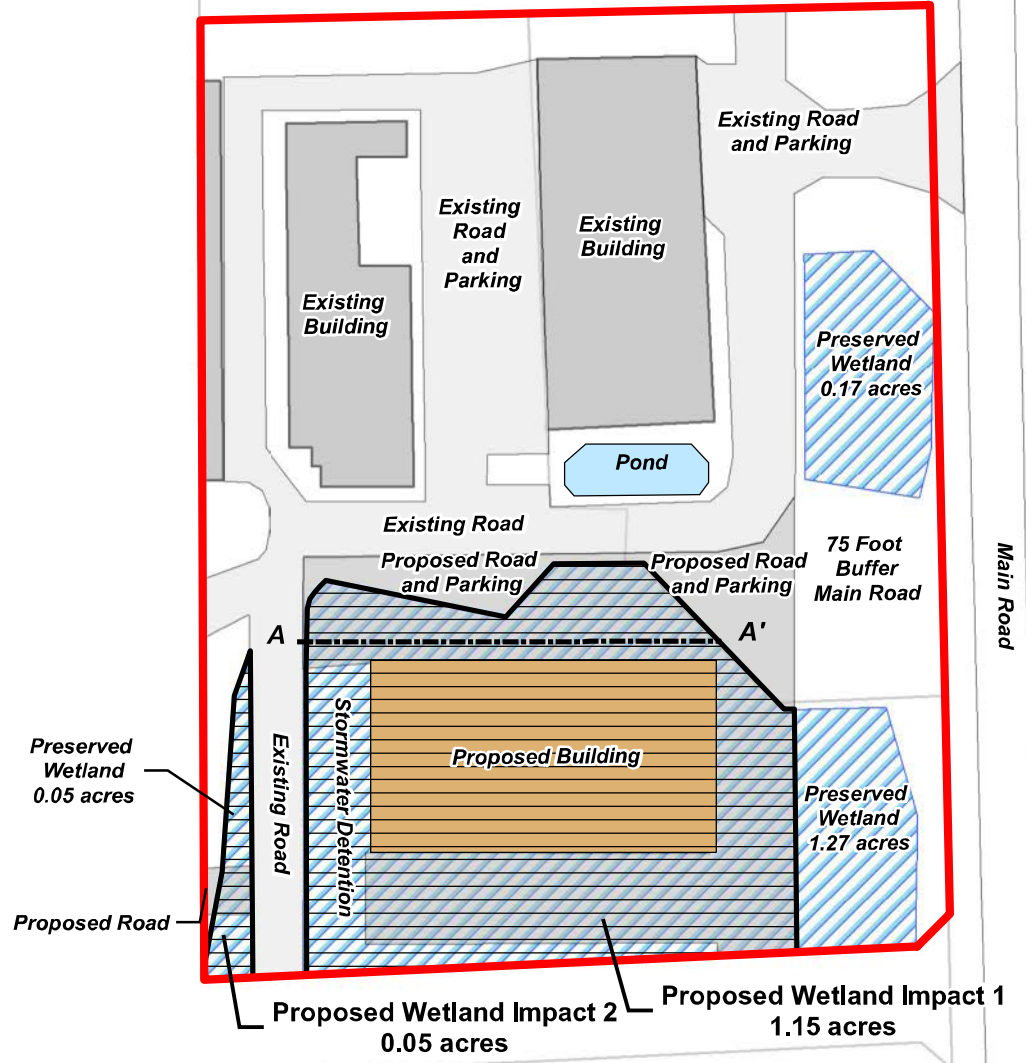 Existing Road
and Parking
Existing
Road
and
Parking
Existing
Building
Existing
Building
Preserved
Wetland
0.17 acres
Pond
Existing Road
Proposed Road
and Parking
Proposed Road
and Parking
75 Foot
Buffer
Main Road
Main Road
A
A'
Stormwater Detention
Existing Road
Proposed Building
Preserved
Wetland
0.05 acres
Preserved
Wetland
1.27 acres
Proposed Road
Proposed Wetland Impact 2
0.05 acres
Proposed Wetland Impact 1
1.15 acres